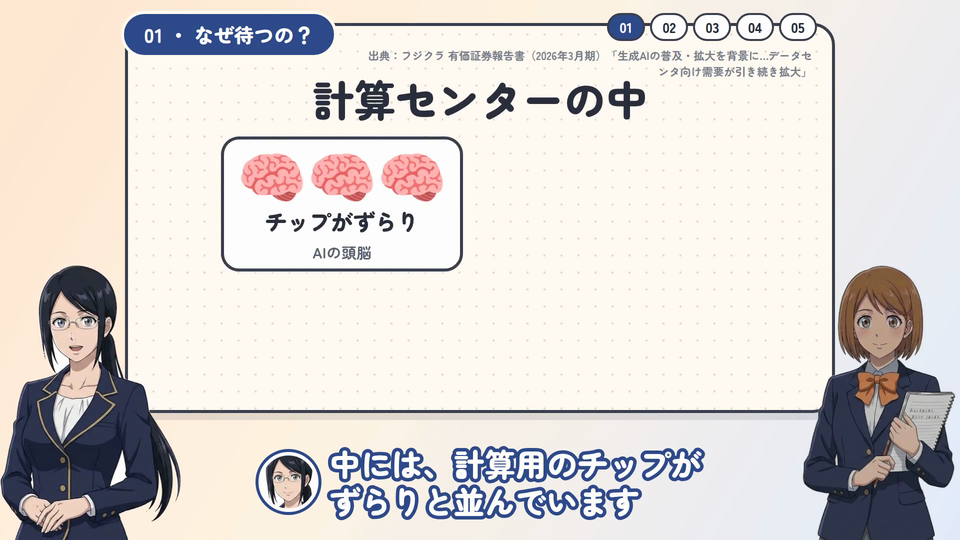 01 ・ なぜ待つの？
01 02 03 04 05
出典：フジクラ 有価証券報告書（2026年3月期）「生成AIの普及・拡大を背景に…データセ
ンタ向け需要が引き続き拡大」
計算センターの中
チップがずらり
AIの頭脳
中には、計算用のチップが
ずらりと並んでいます